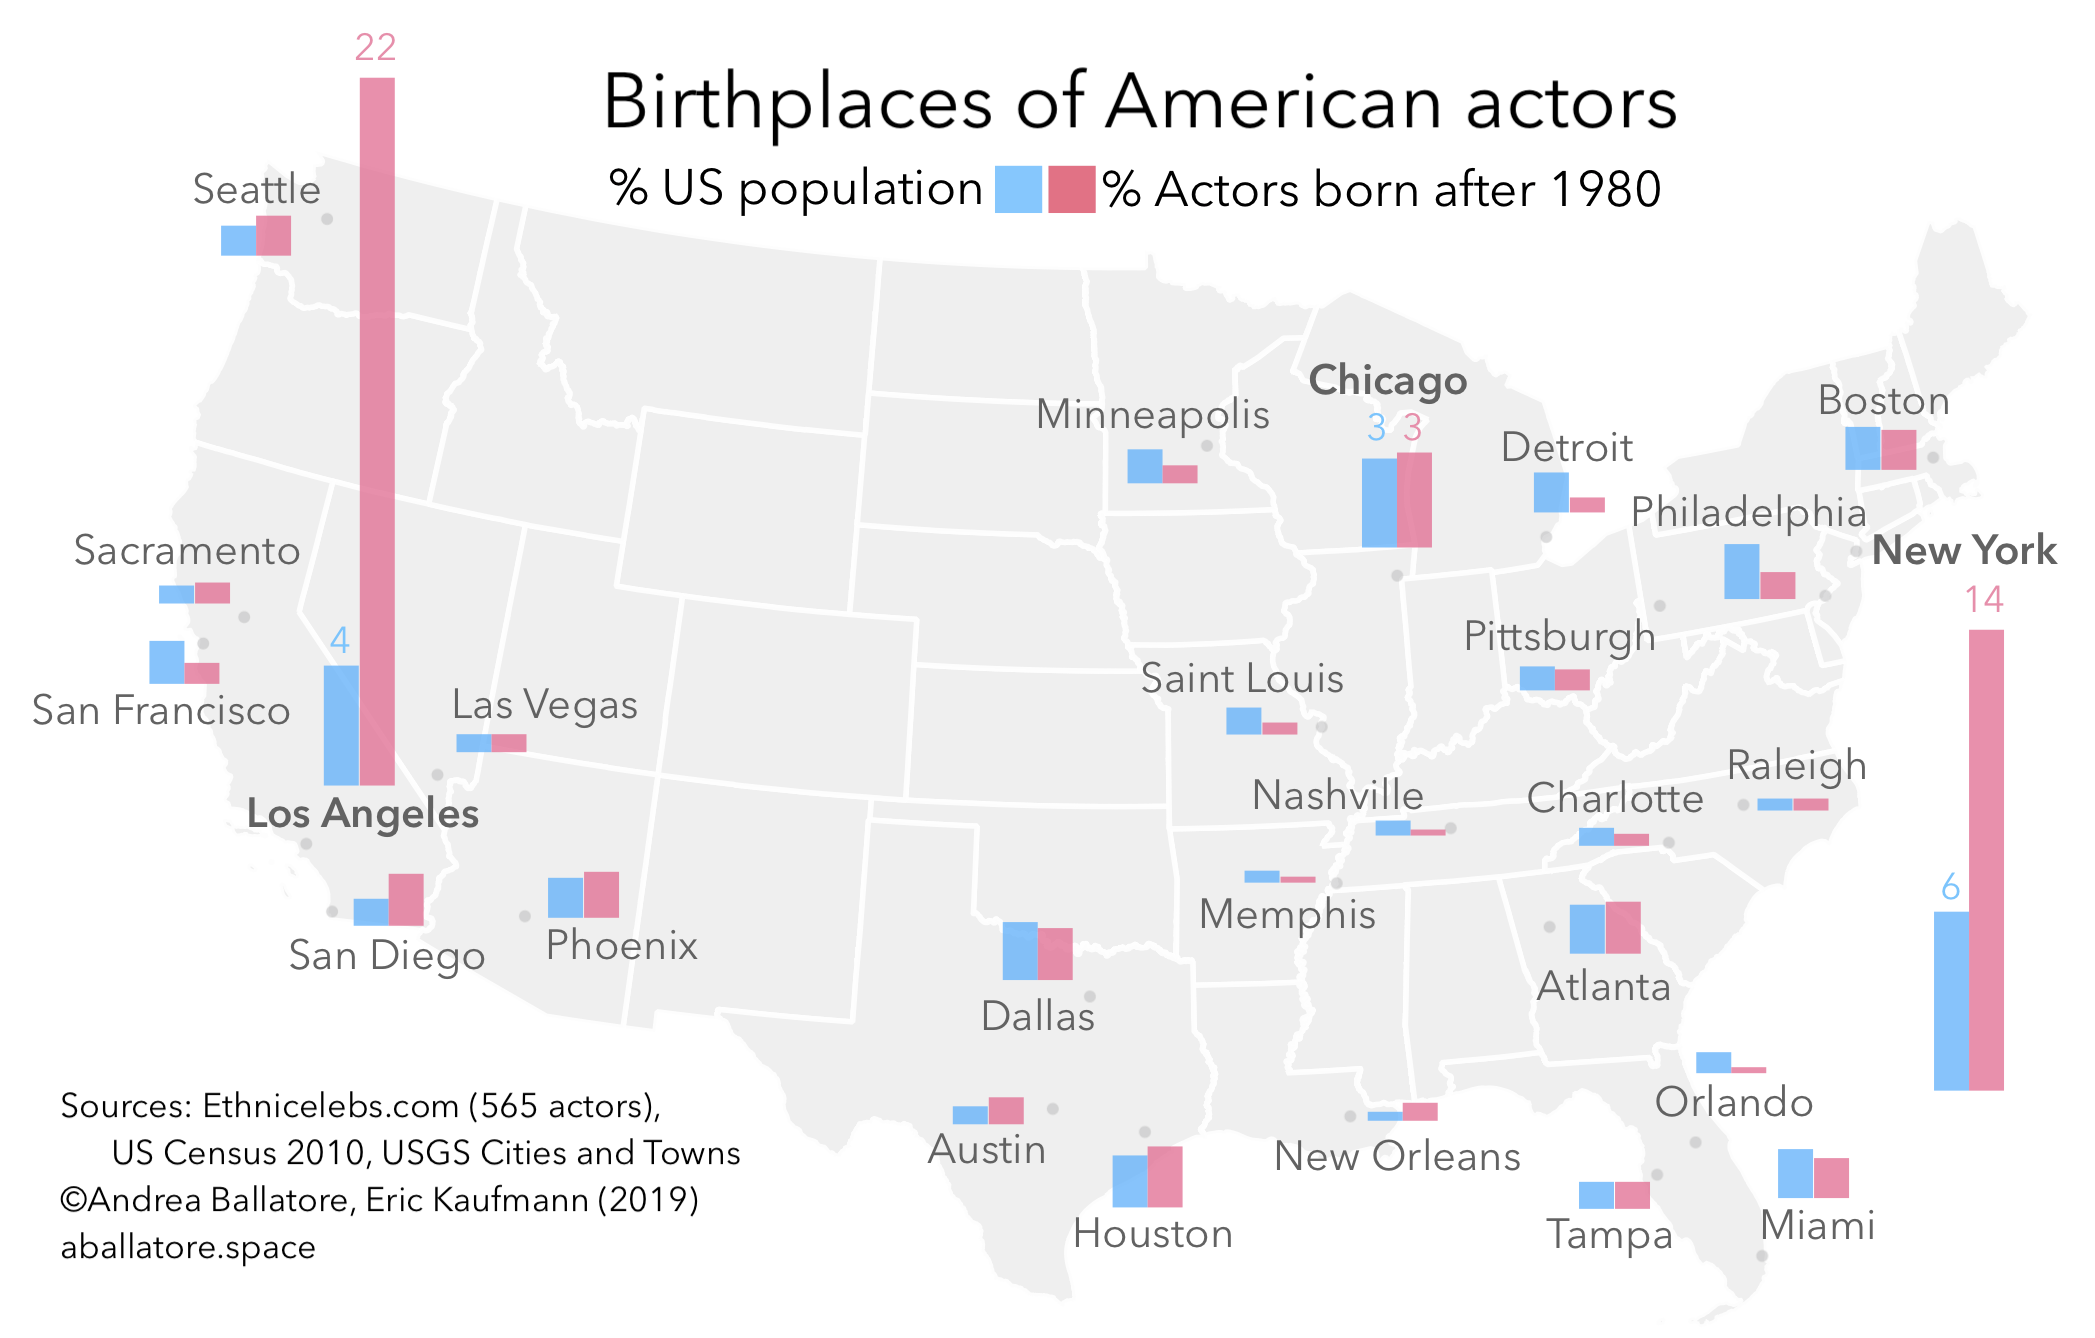 22
Birthplaces of American actors
% US population % Actors born after 1980
Seattle
Chicago
3 3
Minneapolis
Boston
Detroit
Philadelphia
Sacramento
New York
14
4
Pittsburgh
Saint Louis
San Francisco
Las Vegas
Raleigh
Nashville
Charlotte
Los Angeles
6
Memphis
San Diego
Phoenix
Atlanta
Dallas
Orlando
Austin
New Orleans
Houston
Tampa
Miami
Sources: Ethnicelebs.com (565 actors),
US Census 2010, USGS Cities and Towns
©Andrea Ballatore, Eric Kaufmann (2019)
aballatore.space